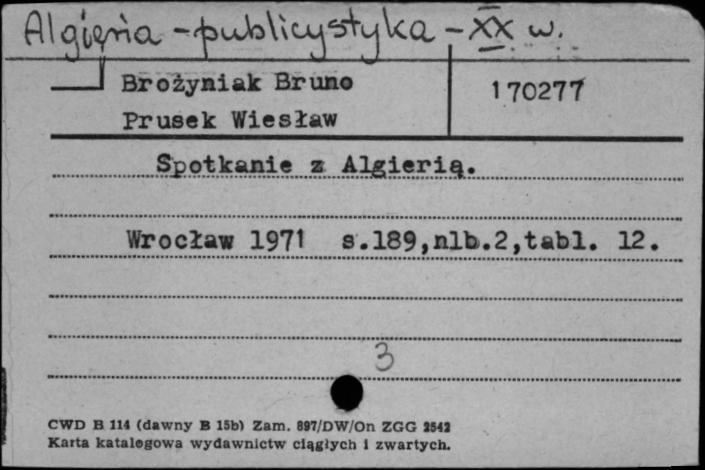 Algieria - publicystyka - XX w.
Brożyniak Bruno
170277
Prusek Wiesław
Spotkanie z Algierią.
Wrocław 1971 s.189,nlb.2,tabl. 12.
3
CWD B 114 (dawny B 15b) Zam. 897/DW/On ZGG 2542
Karta katalogowa wydawnictw ciągłych i zwartych.